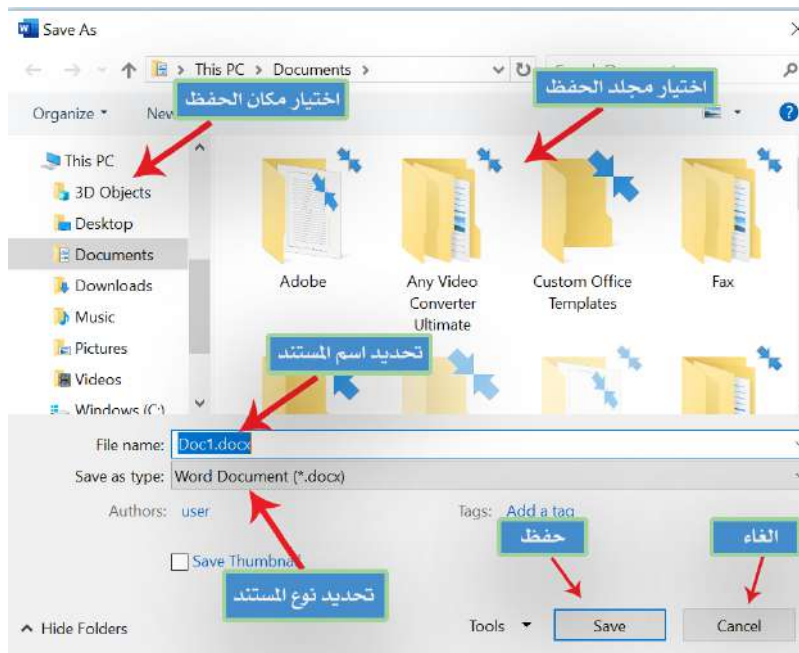 Save As
This PC > Documents >
اختيار مكان الحفظ
اختيار مجلد الحفظ
Organize
New
This PC
3D Objects
Desktop
Documents
Downloads
Music
Pictures
Videos
Windows (C:)
Adobe
Any Video Converter Ultimate
Custom Office Templates
Fax
تحديد اسم المستند
File name: Doc1.docx
Save as type: Word Document (*.docx)
Authors: user
Tags: Add a tag
حفظ
الغاء
Save Thumbnail
تحديد نوع المستند
Hide Folders
Tools
Save
Cancel